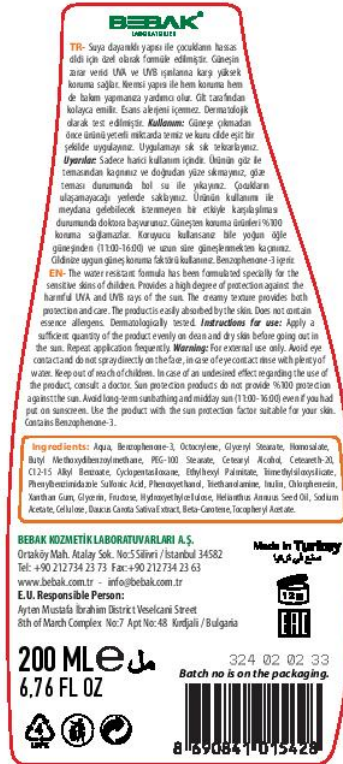 BEBAK
LABORATORIES
TR- Suya dayanıklı yapısı ile çocukların hassas
cildi için özel olarak formüle edilmiştir. Güneşin
zarar verici UVA ve UVB ışınlarına karşı yüksek
koruma sağlar. Kremsi yapısı ile hem koruma hem
de bakım yapmanıza yardımcı olur. Cilt tarafından
kolayca emilir. Esans alerjeni içermez. Dermatolojik
olarak test edilmiştir. Kullanım: Güneşe çıkmadan
önce ürünü yeterli miktarda temiz ve kuru cilde eşit bir
şekilde uygulayınız. Uygulamayı sık sık tekrarlayınız.
Uyarılar: Sadece harici kullanım içindir. Ürünün göz ile
temasından kaçınınız ve doğrudan yüze sıkmayınız, göze
teması durumunda bol su ile yıkayınız. Çocukların
ulaşamayacağı yerlerde saklayınız. Ürünün kullanımı ile
meydana gelebilecek istenmeyen bir etkiyle karşılaşılması
durumunda doktora başvurunuz. Güneşten koruma ürünleri %100
koruma sağlamazlar. Koruyucu kullansanız bile yoğun öğle
güneşinden (11:00-16:00) ve uzun süre güneşlenmekten kaçınınız.
Cildinize uygun güneş koruma faktörü kullanınız. Benzophenone-3 içerir.
EN- The water resistant formula has been formulated specially for the
sensitive skins of children. Provides a high degree of protection against the
harmful UVA and UVB rays of the sun. The creamy texture provides both
protection and care. The product is easily absorbed by the skin. Does not contain
essence allergens. Dermatologically tested. Instructions for use: Apply a
sufficient quantity of the product evenly on clean and dry skin before going out in
the sun. Repeat application frequently. Warning: For external use only. Avoid eye
contact and do not spray directly on the face, in case of eye contact rinse with plenty of
water. Keep out of reach of children. In case of an undesired effect regarding the use of
the product, consult a doctor. Sun protection products do not provide %100 protection
against the sun. Avoid long-term sunbathing and midday sun (11:00-16:00) even if you had
put on sunscreen. Use the product with the sun protection factor suitable for your skin.
Contains Benzophenone-3.
Ingredients: Aqua, Benzophenone-3, Octocrylene, Glyceryl Stearate, Homosalate,
Butyl Methoxydibenzoylmethane, PEG-100 Stearate, Cetearyl Alcohol, Ceteareth-20,
C12-15 Alkyl Benzoate, Cyclopentasiloxane, Ethylhexyl Palmitate, Trimethylsiloxysilicate,
Phenylbenzimidazole Sulfonic Acid, Phenoxyethanol, Triethanolamine, Inulin, Chlorphenesin,
Xanthan Gum, Glycerin, Fructose, Hydroxyethylcellulose, Helianthus Annuus Seed Oil, Sodium
Acetate, Cellulose, Daucus Carota Sativa Extract, Beta-Carotene, Tocopheryl Acetate.
BEBAK KOZMETİK LABORATUVARLARI A.Ş.
Ortaköy Mah. Atalay Sok. No:5 Silivri / İstanbul 34582
Tel: +90 212 734 23 73 Fax:+90 212 734 23 63
www.bebak.com.tr - info@bebak.com.tr
E.U. Responsible Person:
Ayten Mustafa İbrahim District Veselcani Street
8th of March Complex No:7 Apt No:48 Kırdjali / Bulgaria
Made in Turkey
صنع في تركيا
12M
EAC
200 ML e مل
6,76 FL OZ
324 02 02 33
Batch no is on the packaging.
4
LDPE
8 690841 015428